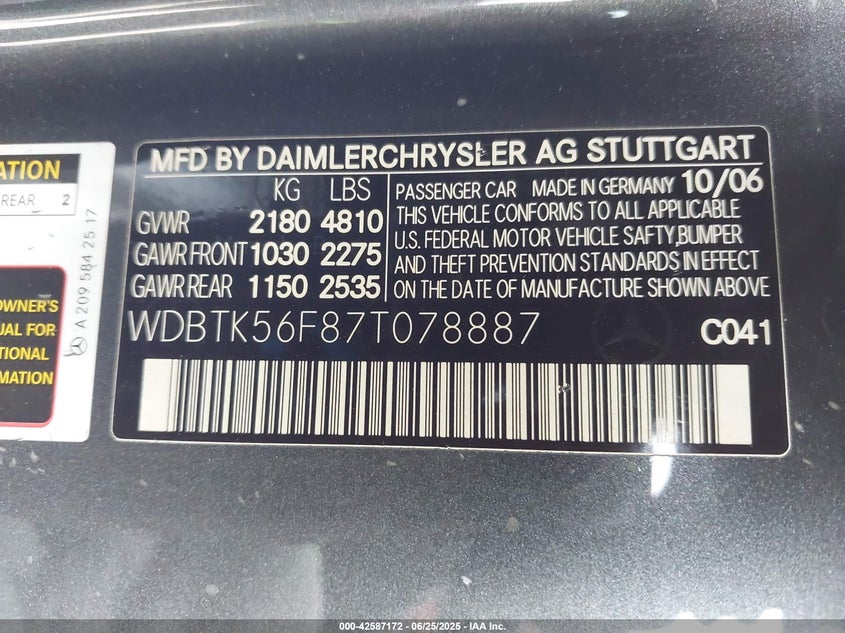 ATION
REAR 2
OWNER'S
UAL FOR
TIONAL
RMATION
A 209 584 25 17
MFD BY DAIMLERCHRYSLER AG STUTTGART
KG LBS
GVWR 2180 4810
GAWR FRONT 1030 2275
GAWR REAR 1150 2535
PASSENGER CAR MADE IN GERMANY 10/06
THIS VEHICLE CONFORMS TO ALL APPLICABLE
U.S. FEDERAL MOTOR VEHICLE SAFTY,BUMPER
AND THEFT PREVENTION STANDARDS IN EFFECT
ON THE DATE OF MANUFACTURE SHOWN ABOVE
WDBTK56F87T078887 C041
000-42587172 - 06/25/2025 - IAA Inc.